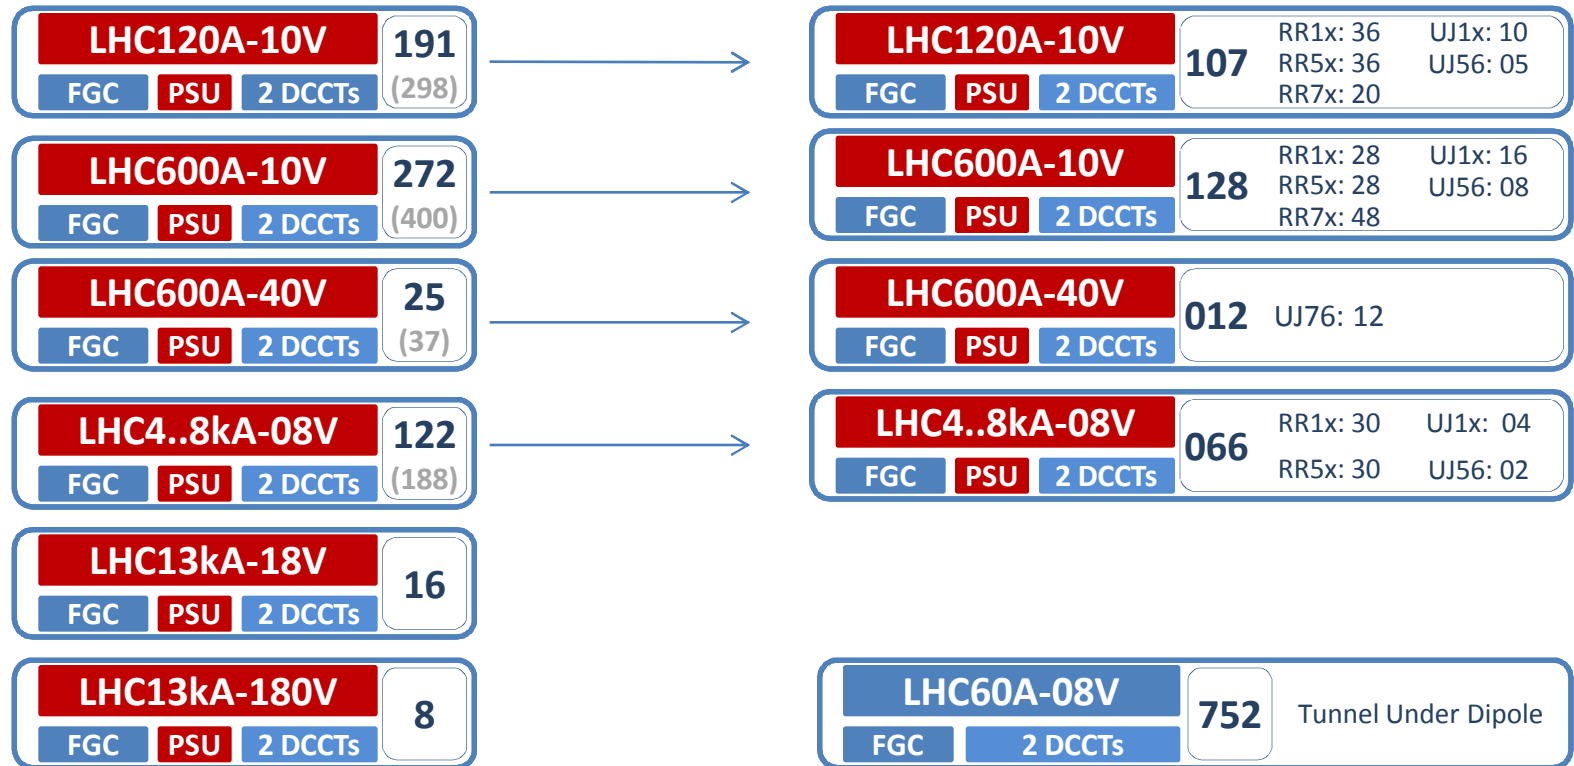 LHC120A-10V
191
FGC PSU 2 DCCTs
(298)
LHC120A-10V
FGC PSU 2 DCCTs
107
RR1x: 36 UJ1x: 10
RR5x: 36 UJ56: 05
RR7x: 20
LHC600A-10V
272
FGC PSU 2 DCCTs
(400)
LHC600A-10V
FGC PSU 2 DCCTs
128
RR1x: 28 UJ1x: 16
RR5x: 28 UJ56: 08
RR7x: 48
LHC600A-40V
25
FGC PSU 2 DCCTs
(37)
LHC600A-40V
FGC PSU 2 DCCTs
012 UJ76: 12
LHC4..8kA-08V
122
FGC PSU 2 DCCTs
(188)
LHC4..8kA-08V
FGC PSU 2 DCCTs
066
RR1x: 30 UJ1x: 04
RR5x: 30 UJ56: 02
LHC13kA-18V
16
FGC PSU 2 DCCTs
LHC13kA-180V
8
FGC PSU 2 DCCTs
LHC60A-08V
752 Tunnel Under Dipole
FGC 2 DCCTs